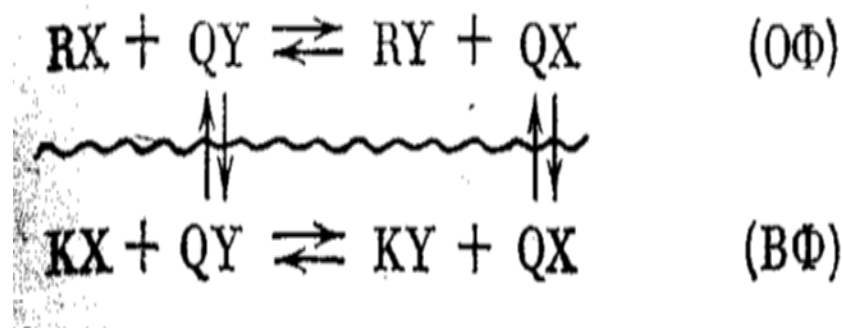 RX + QY ⇄ RY + QX (ОФ)
KX + QY ⇄ KY + QX (ВФ)